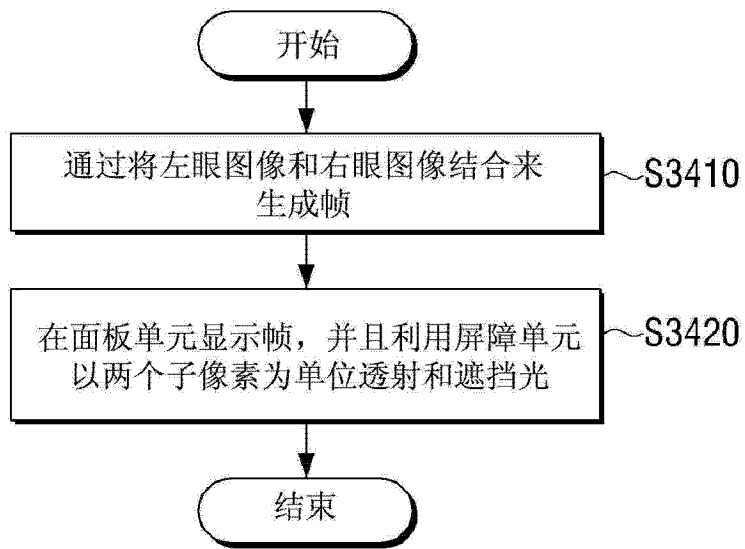 开始
通过将左眼图像和右眼图像结合来
生成帧
S3410
在面板单元显示帧，并且利用屏障单元
以两个子像素为单位透射和遮挡光
S3420
结束